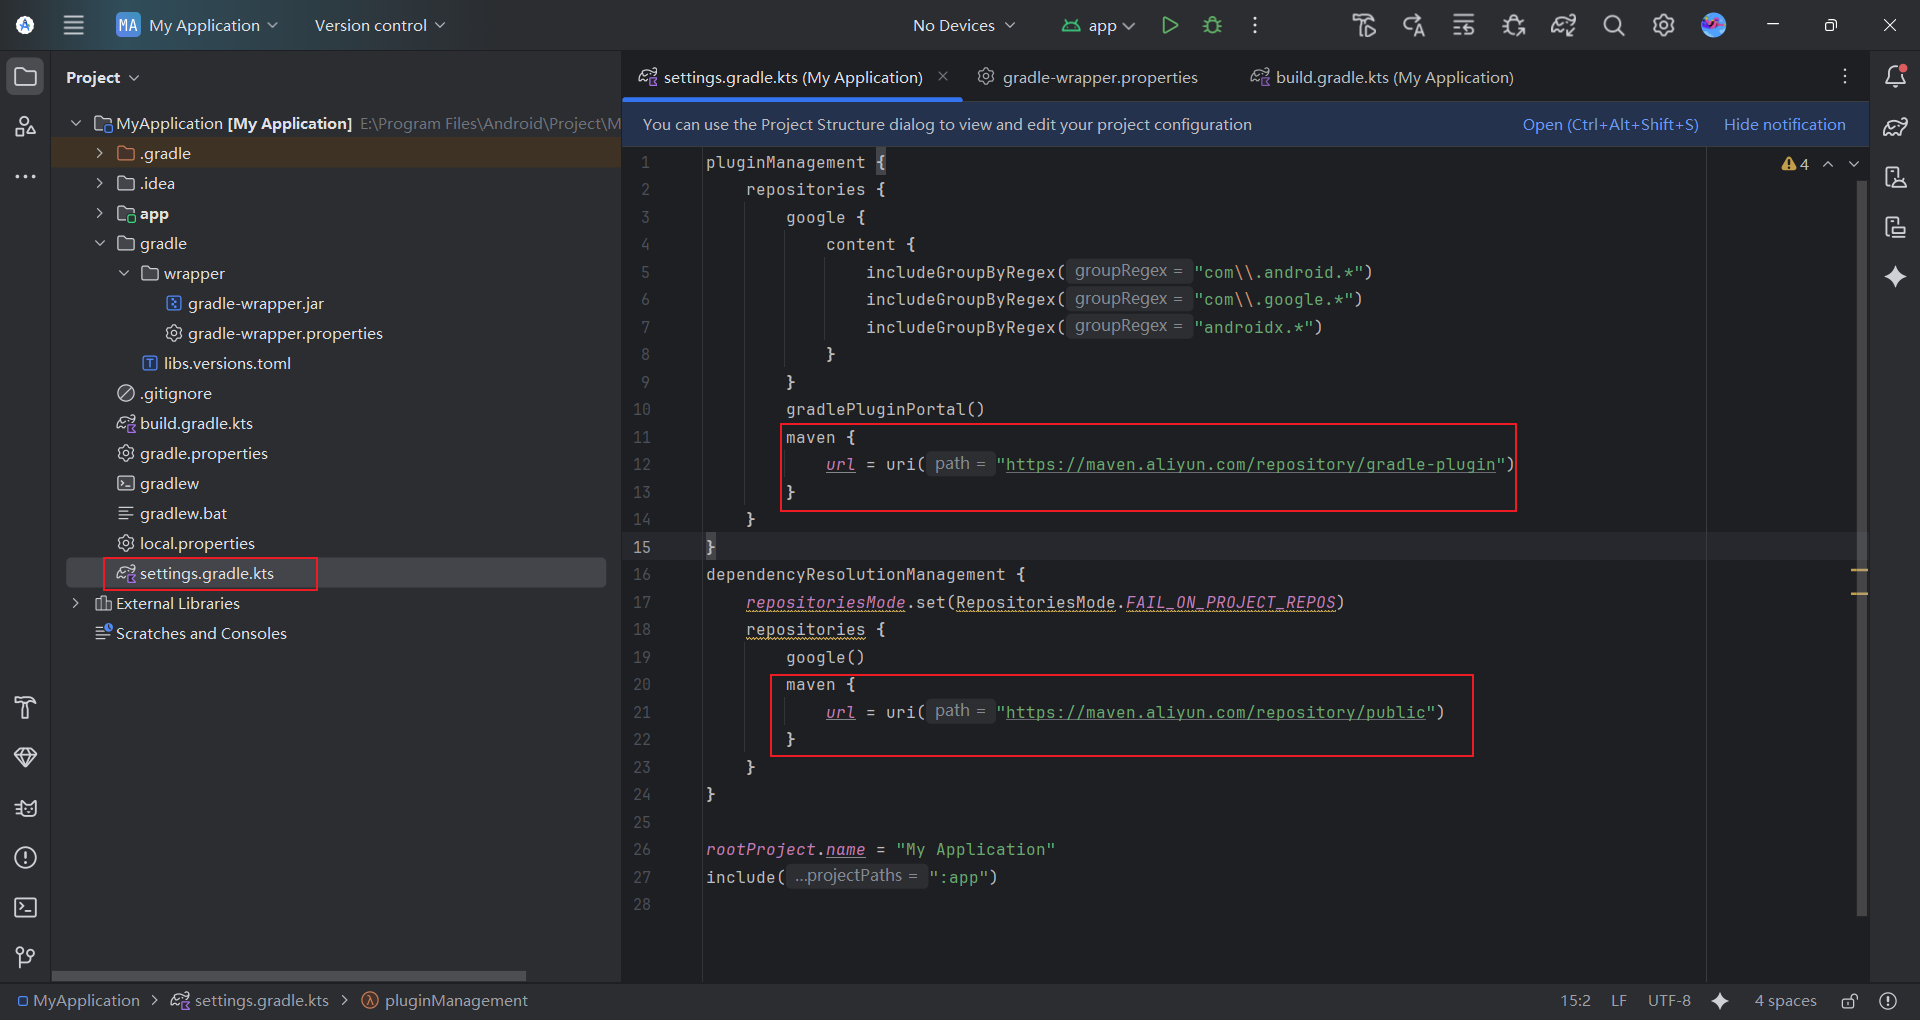 MA My Application
Version control
No Devices
app
Project
MyApplication [My Application] E:\Program Files\Android\Project\M
.gradle
.idea
app
gradle
wrapper
gradle-wrapper.jar
gradle-wrapper.properties
libs.versions.toml
.gitignore
build.gradle.kts
gradle.properties
gradlew
gradlew.bat
local.properties
settings.gradle.kts
External Libraries
Scratches and Consoles
settings.gradle.kts (My Application)
gradle-wrapper.properties
build.gradle.kts (My Application)
You can use the Project Structure dialog to view and edit your project configuration
Open (Ctrl+Alt+Shift+S)
Hide notification
4
1 pluginManagement {
2 repositories {
3 google {
4 content {
5 includeGroupByRegex( groupRegex = "com\\.android.*")
6 includeGroupByRegex( groupRegex = "com\\.google.*")
7 includeGroupByRegex( groupRegex = "androidx.*")
8 }
9 }
10 gradlePluginPortal()
11 maven {
12 url = uri( path = "https://maven.aliyun.com/repository/gradle-plugin")
13 }
14 }
15 }
16 dependencyResolutionManagement {
17 repositoriesMode.set(RepositoriesMode.FAIL_ON_PROJECT_REPOS)
18 repositories {
19 google()
20 maven {
21 url = uri( path = "https://maven.aliyun.com/repository/public")
22 }
23 }
24 }
25
26 rootProject.name = "My Application"
27 include( ...projectPaths = ":app")
28
MyApplication > settings.gradle.kts > pluginManagement
15:2 LF UTF-8 4 spaces